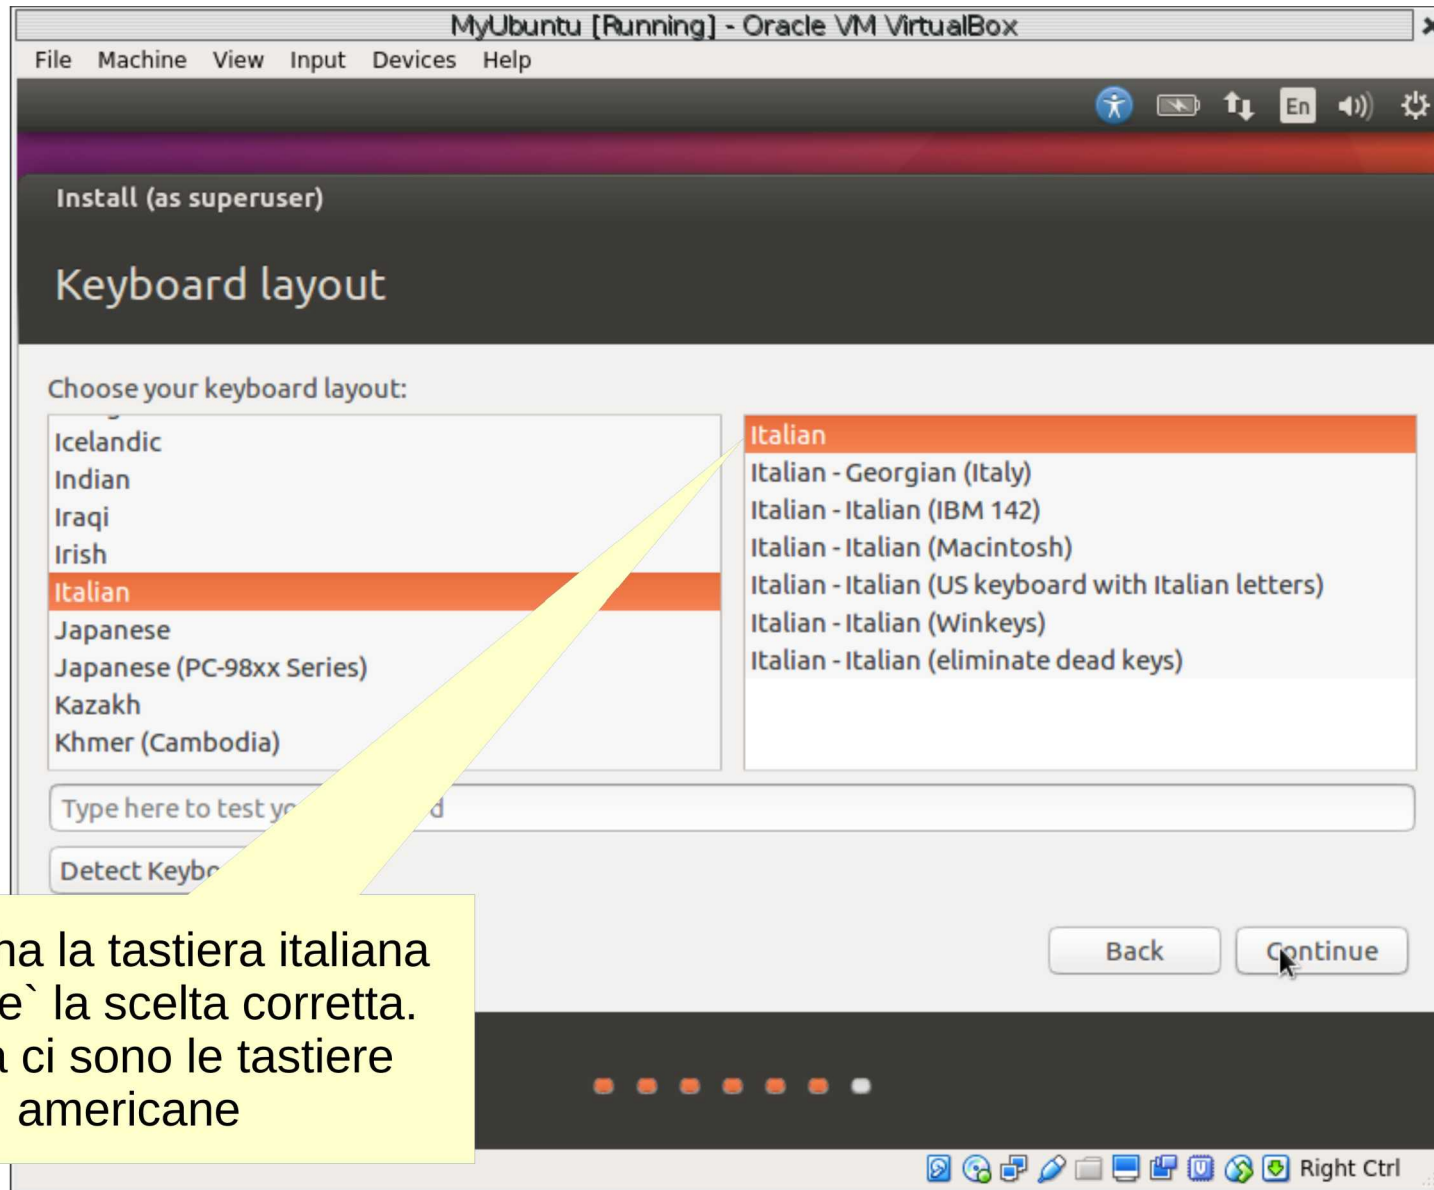 MyUbuntu [Running] - Oracle VM VirtualBox
File Machine View Input Devices Help
En
Install (as superuser)
Keyboard layout
Choose your keyboard layout:
Icelandic
Indian
Iraqi
Irish
Italian
Japanese
Japanese (PC-98xx Series)
Kazakh
Khmer (Cambodia)
Italian
Italian - Georgian (Italy)
Italian - Italian (IBM 142)
Italian - Italian (Macintosh)
Italian - Italian (US keyboard with Italian letters)
Italian - Italian (Winkeys)
Italian - Italian (eliminate dead keys)
Type here to test
Detect
la tastiera italiana
e` la scelta corretta.
ci sono le tastiere
americane
Back
Continue
Right Ctrl